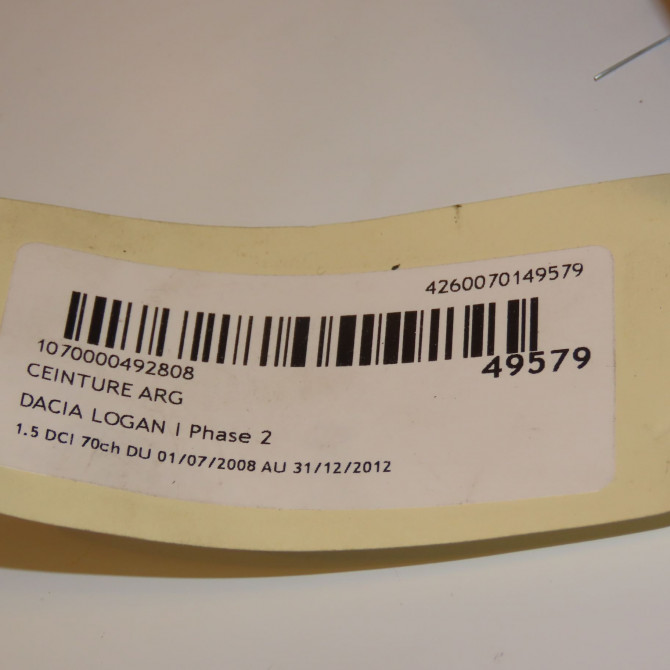 4260070149579
1070000492808
49579
CEINTURE ARG
DACIA LOGAN I Phase 2
1.5 DCI 70ch DU 01/07/2008 AU 31/12/2012